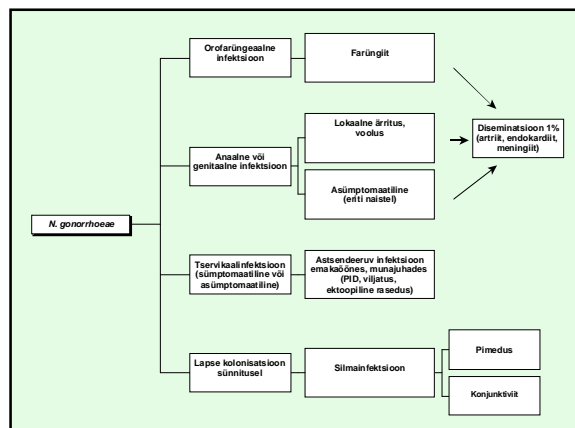 N. gonorrhoeae
Orofarüngeaalne
infektsioon
Farüngiit
Anaalne või
genitaalne infektsioon
Lokaalne ärritus,
voolus
Asümptomaatiline
(eriti naistel)
Diseminatsioon 1%
(artriit, endokardiit,
meningiit)
Tservikaalinfektsioon
(sümptomaatiline või
asümptomaatiline)
Astsendeeruv infektsioon
emakaõõnes, munajuhades
(PID, viljatus,
ektoopiline rasedus)
Lapse kolonisatsioon
sünnitusel
Silmainfektsioon
Pimedus
Konjunktiviit